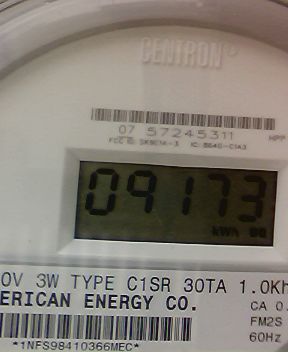 CENTRON
07 57245311
09173
kWh
0V 3W TYPE C1SR 30TA 1.0Kh
ERICAN ENERGY CO.
CA 0.
FM2S
60Hz
*1NFS98410366MEC*